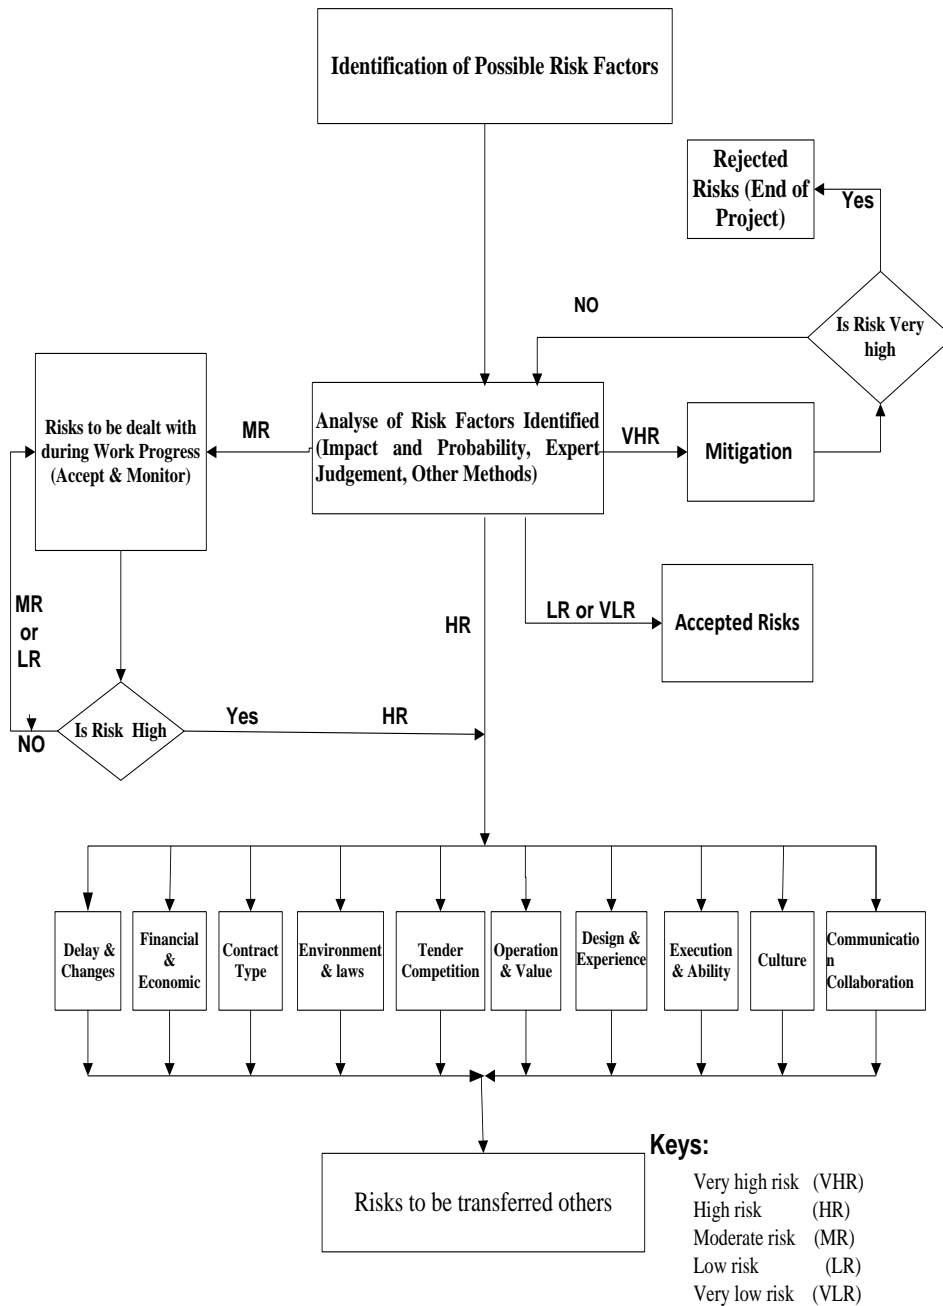 Identification of Possible Risk Factors
Rejected
Risks (End of
Project)
Yes
NO
Is Risk Very
high
Risks to be dealt with
during Work Progress
(Accept & Monitor)
MR
Analyse of Risk Factors Identified
(Impact and Probability, Expert
Judgement, Other Methods)
VHR
Mitigation
MR
or
LR
HR
LR or VLR
Accepted Risks
Is Risk High
Yes
HR
NO
Delay &
Changes
Financial
&
Economic
Contract
Type
Environment
& laws
Tender
Competition
Operation
& Value
Design &
Experience
Execution
& Ability
Culture
Communicatio
n
Collaboration
Risks to be transferred others
Keys:
Very high risk (VHR)
High risk (HR)
Moderate risk (MR)
Low risk (LR)
Very low risk (VLR)